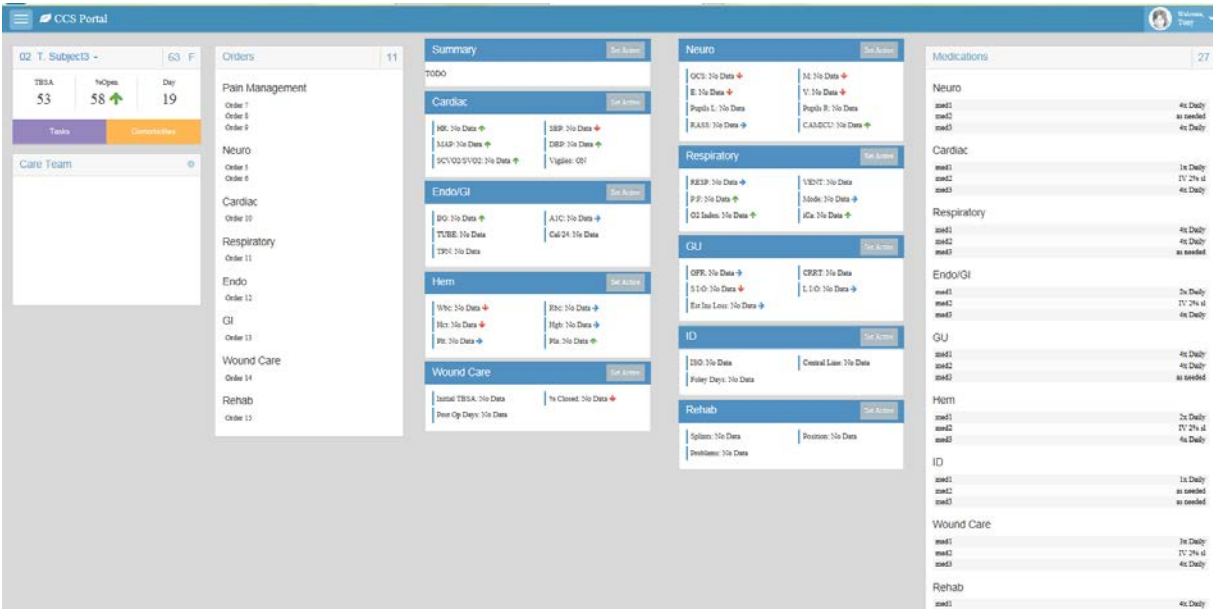 CCS Portal
Welcome,
Tony
02 T. Subject3 -
63 F
TBSA %Open Day
53 58 19
Tasks Comorbidities
Care Team
Orders 11
Pain Management
Order 7
Order 8
Order 9
Neuro
Order 5
Order 6
Cardiac
Order 10
Respiratory
Order 11
Endo
Order 12
GI
Order 13
Wound Care
Order 14
Rehab
Order 15
Summary Set Active
TODO
Cardiac Set Active
HR: No Data SBP: No Data
MAP: No Data DBP: No Data
SCVO2/SVO2: No Data Vigileo: ON
Endo/GI Set Active
BG: No Data A1C: No Data
TUBE: No Data Cal/24: No Data
TPN: No Data
Hem Set Active
Wbc: No Data Rbc: No Data
Hct: No Data Hgb: No Data
Plt: No Data Pla: No Data
Wound Care Set Active
Initial TBSA: No Data % Closed: No Data
Post Op Days: No Data
Neuro Set Active
GCS: No Data M: No Data
E: No Data V: No Data
Pupils L: No Data Pupils R: No Data
RASS: No Data CAMICU: No Data
Respiratory Set Active
RESP: No Data VENT: No Data
P/F: No Data Mode: No Data
O2 Index: No Data iCa: No Data
GU Set Active
GFR: No Data CRRT: No Data
S I/O: No Data L I/O: No Data
Est Ins Loss: No Data
ID Set Active
ISO: No Data Central Line: No Data
Foley Days: No Data
Rehab Set Active
Splints: No Data Position: No Data
Problems: No Data
Medications 27
Neuro
med1 4x Daily
med2 as needed
med3 4x Daily
Cardiac
med1 1x Daily
med2 IV 2% sl
med3 4x Daily
Respiratory
med1 4x Daily
med2 4x Daily
med3 as needed
Endo/GI
med1 3x Daily
med2 IV 2% sl
med3 4x Daily
GU
med1 4x Daily
med2 4x Daily
med3 as needed
Hem
med1 2x Daily
med2 IV 2% sl
med3 4x Daily
ID
med1 1x Daily
med2 as needed
med3 as needed
Wound Care
med1 3x Daily
med2 IV 2% sl
med3 4x Daily
Rehab
med1 4x Daily